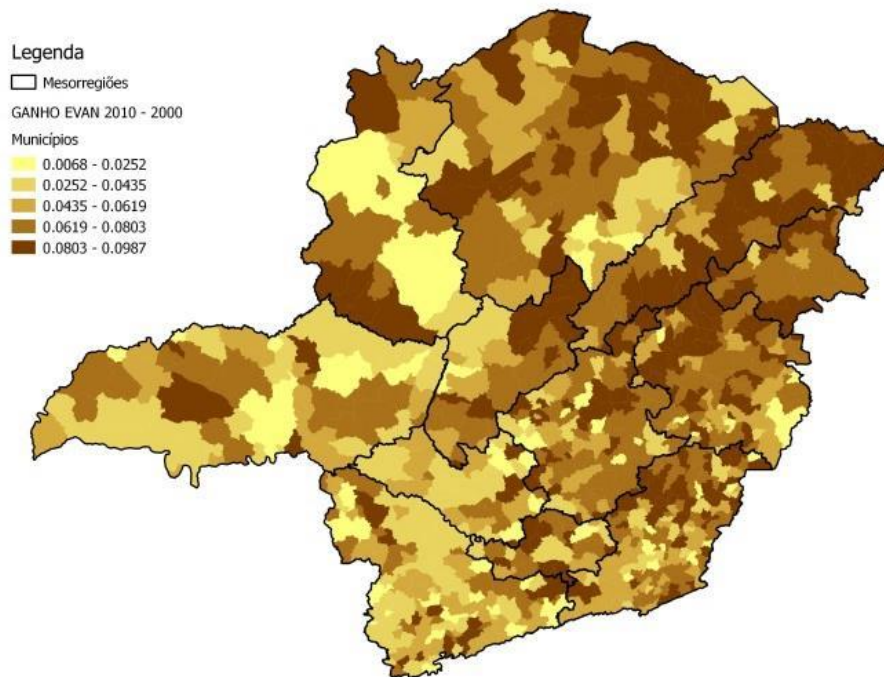 Legenda
Mesorregiões
GANHO EVAN 2010 - 2000
Municípios
0.0068 - 0.0252
0.0252 - 0.0435
0.0435 - 0.0619
0.0619 - 0.0803
0.0803 - 0.0987